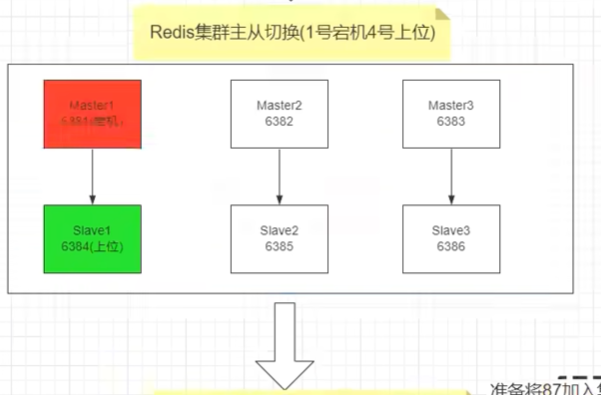 Redis集群主从切换(1号宕机4号上位)
Master1
6381(宕机,
Master2
6382
Master3
6383
Slave1
6384(上位)
Slave2
6385
Slave3
6386
准备将87加入